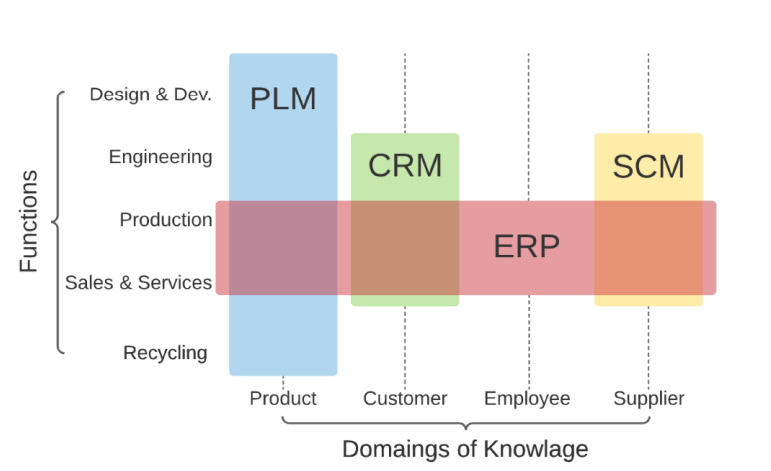 Functions
Design & Dev.
Engineering
Production
Sales & Services
Recycling
PLM
CRM
SCM
ERP
Product
Customer
Employee
Supplier
Domaings of Knowlage